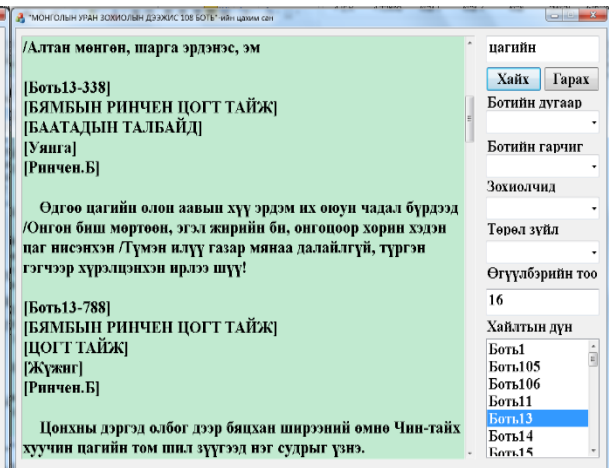 "МОНГОЛЫН УРАН ЗОХИОЛЫН ДЭЭЖИС 108 БОТЬ"-ийн цахим сан
/Алтан мөнгөн, шарга эрдэнэс, эм
[Боть13-338]
[БЯМБЫН РИНЧЕН ЦОГТ ТАЙЖ]
[БААТАДЫН ТАЛБАЙД]
[Уянга]
[Ринчен.Б]
Өдгөө цагийн олон аавын хүү эрдэм их оюун чадал бүрдээд
/Онгон биш мөртөөн, эгэл жирийн би, онгоцоор хорин хэдэн
цаг нисэнхэн /Түмэн илүү газар мянаа далайлгүй, түргэн
гэгчээр хүрэлцэнхэн ирлээ шүү!
[Боть13-788]
[БЯМБЫН РИНЧЕН ЦОГТ ТАЙЖ]
[ЦОГТ ТАЙЖ]
[Жүжиг]
[Ринчен.Б]
Цонхны дэргэд олбог дээр бяцхан ширээний өмнө Чин-тайх
хуучин цагийн том шил зүүгээд нэг судрыг үзнэ.
цагийн
Хайх Гарах
Ботийн дугаар
Ботийн гарчиг
Зохиолчид
Төрөл зүйл
Өгүүлбэрийн тоо
16
Хайлтын дүн
Боть1
Боть105
Боть106
Боть11
Боть13
Боть14
Боть15